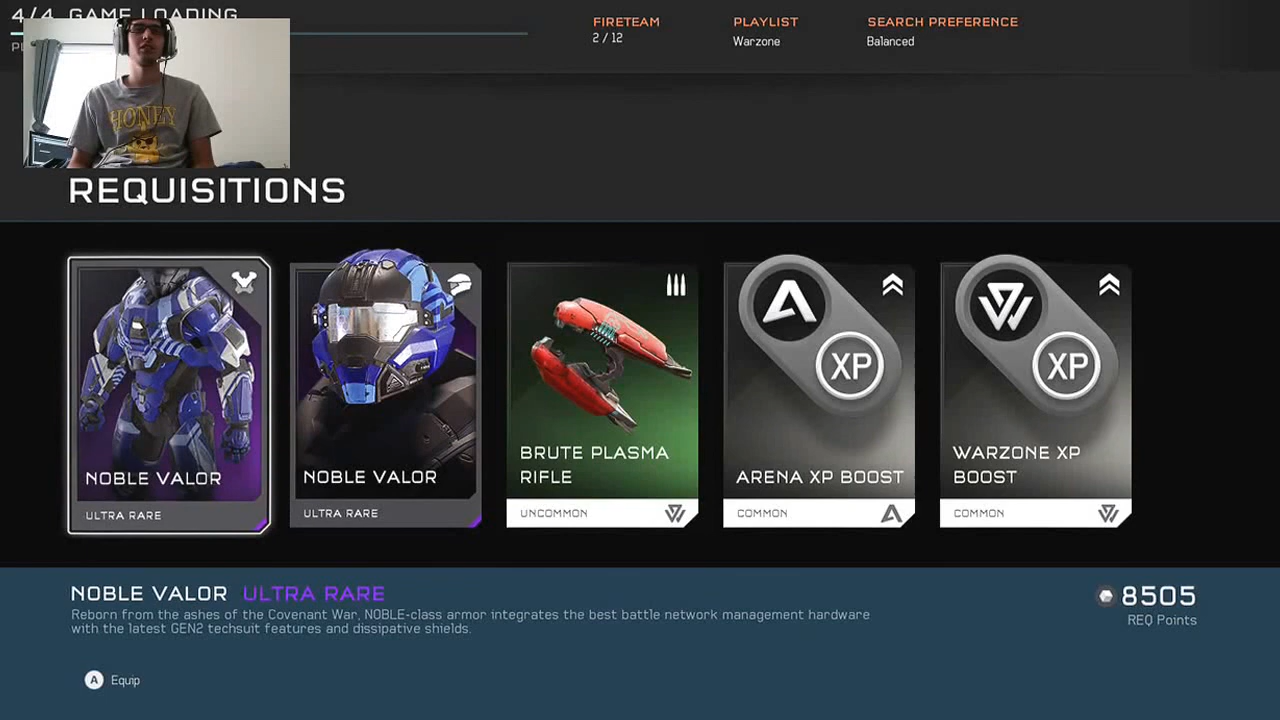 4/4 GAME LOADING
FIRETEAM
2 / 12
PLAYLIST
Warzone
SEARCH PREFERENCE
Balanced
HONEY
REQUISITIONS
NOBLE VALOR
ULTRA RARE
NOBLE VALOR
ULTRA RARE
BRUTE PLASMA
RIFLE
UNCOMMON
XP
ARENA XP BOOST
COMMON
XP
WARZONE XP
BOOST
COMMON
NOBLE VALOR ULTRA RARE
Reborn from the ashes of the Covenant War, NOBLE-class armor integrates the best battle network management hardware
with the latest GEN2 techsuit features and dissipative shields.
8505
REQ Points
A Equip